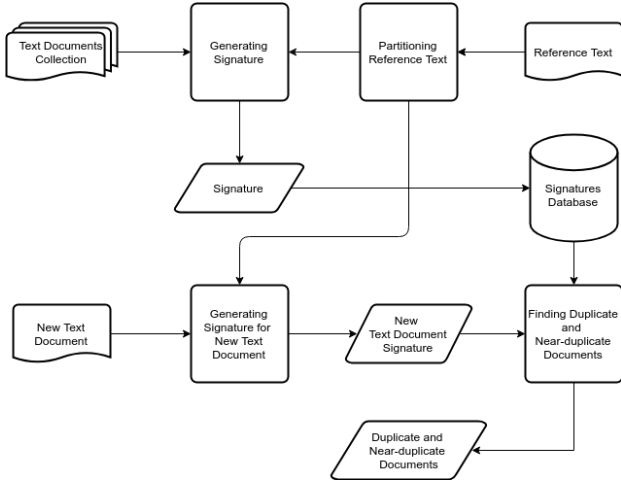 Text Documents
Collection
Generating
Signature
Partitioning
Reference Text
Reference Text
Signature
Signatures
Database
New Text
Document
Generating
Signature for
New Text
Document
New
Text Document
Signature
Finding Duplicate
and
Near-duplicate
Documents
Duplicate and
Near-duplicate
Documents